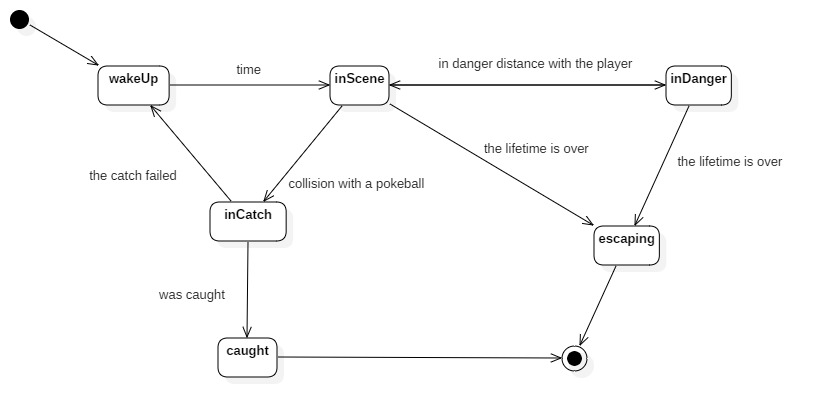 in danger distance with the player
time
wakeUp
inScene
inDanger
the lifetime is over
the lifetime is over
the catch failed
collision with a pokeball
inCatch
escaping
was caught
caught